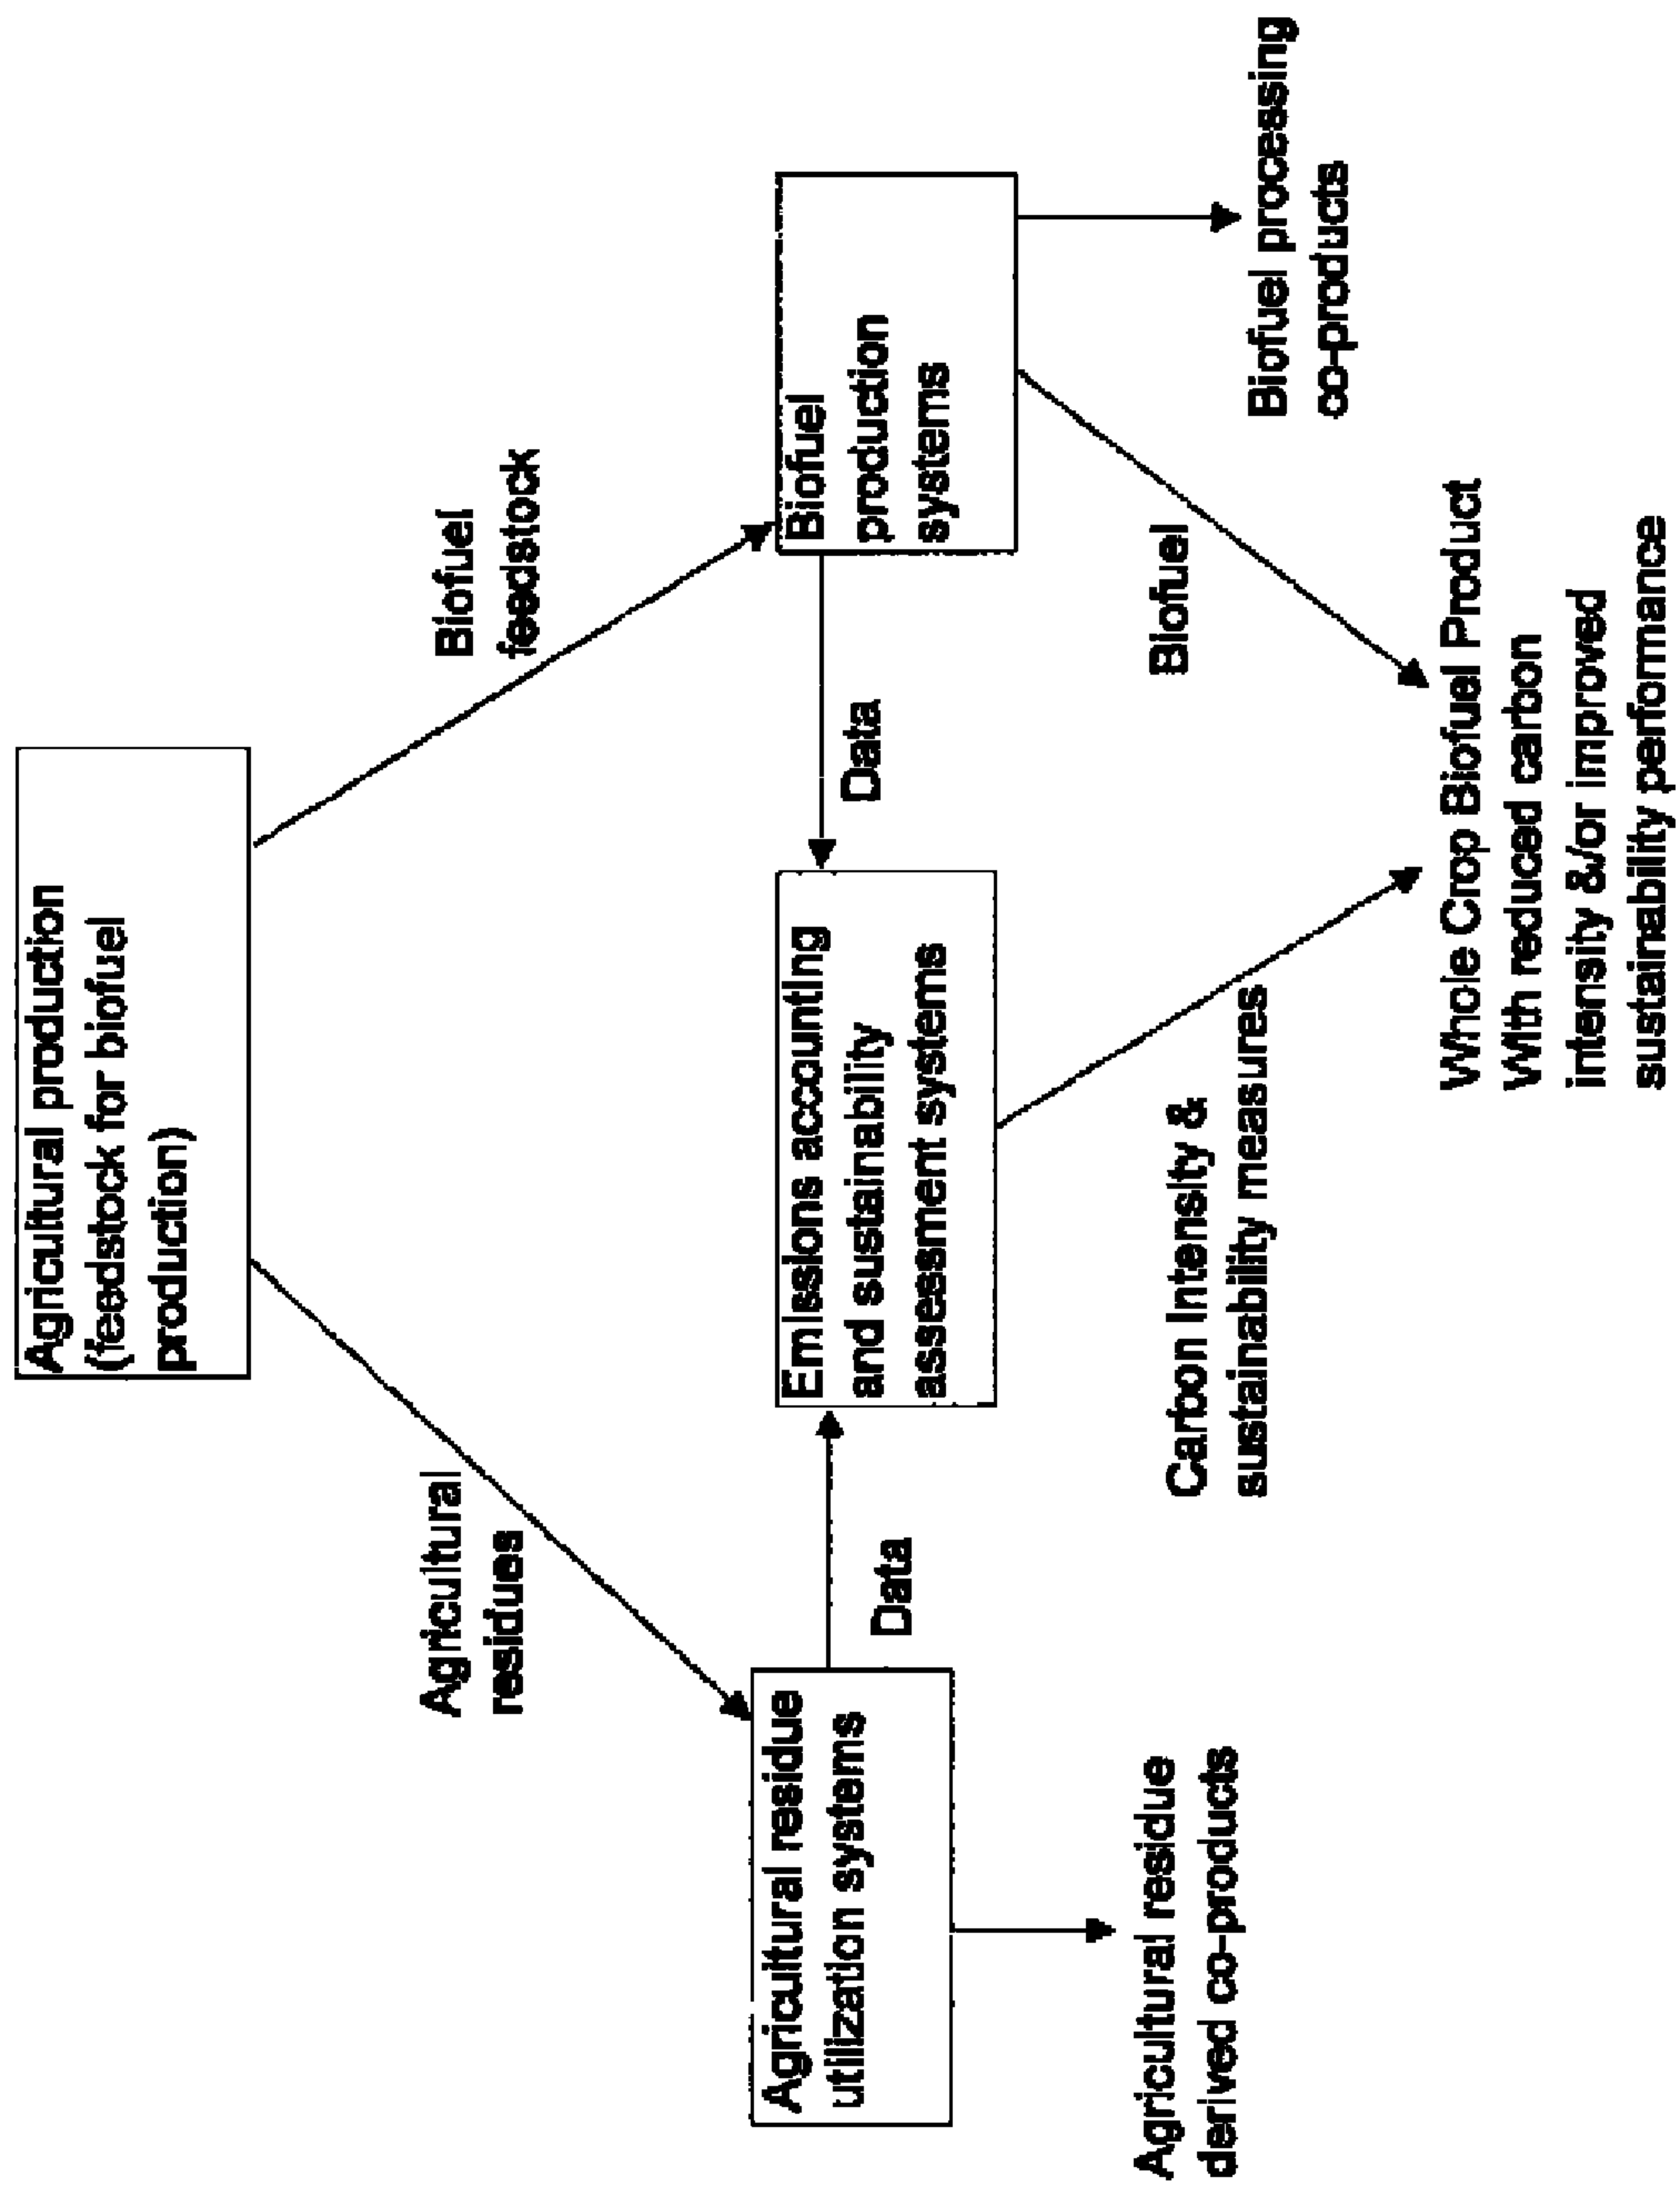 Agricultural production
(feedstock for biofuel
production)
Agricultural
residues
Biofuel
feedstock
Agricultural residue
utilization systems
Data
Emissions accounting
and sustainability
assessment systems
Data
Biofuel
production
systems
Agricultural residue
derived co-products
Carbon Intensity &
sustainability measures
Biofuel
Biofuel processing
co-products
Whole Crop Biofuel Product
With reduced carbon
intensity &/or improved
sustainability performance